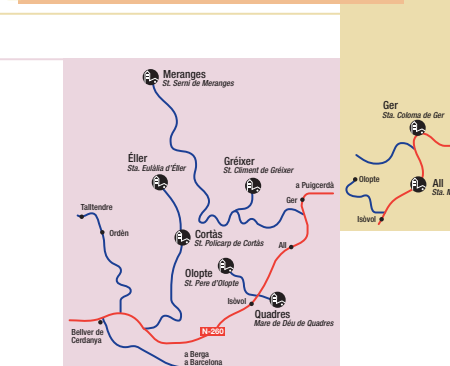 Meranges
St. Serni de Meranges
Ger
Sta. Coloma de Ger
Éller
Sta. Eulàlia d'Éller
Gréixer
St. Climent de Gréixer
a Puigcerdà
Ger
Olopte
All
Sta.
Isòvol
Talltendre
Ordèn
Cortàs
St. Policarp de Cortàs
All
Olopte
St. Pere d'Olopte
Isòvol
Quadres
Mare de Déu de Quadres
N-260
Bellver de
Cerdanya
a Berga
a Barcelona